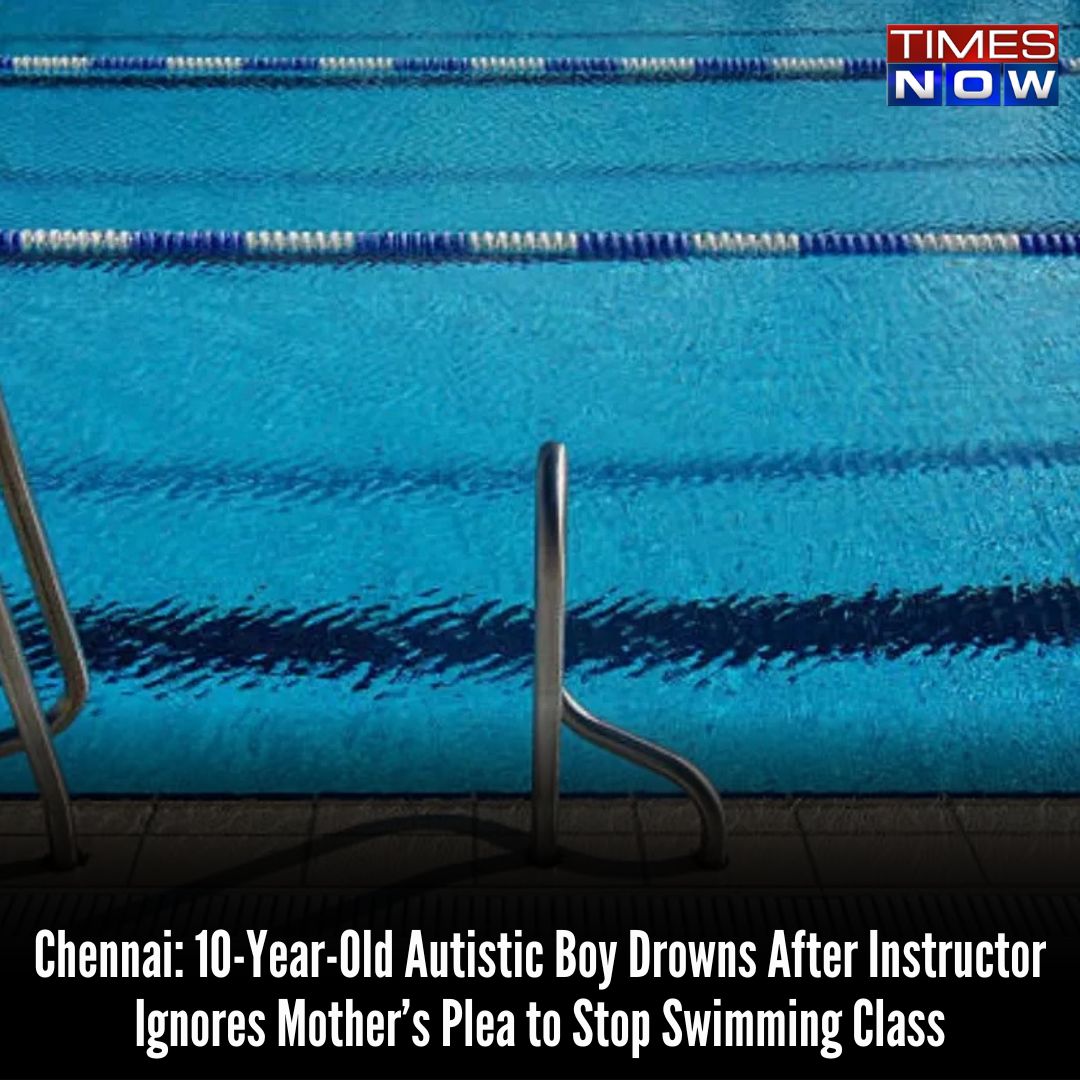 TIMES
NOW
Chennai: 10-Year-Old Autistic Boy Drowns After Instructor
Ignores Mother’s Plea to Stop Swimming Class